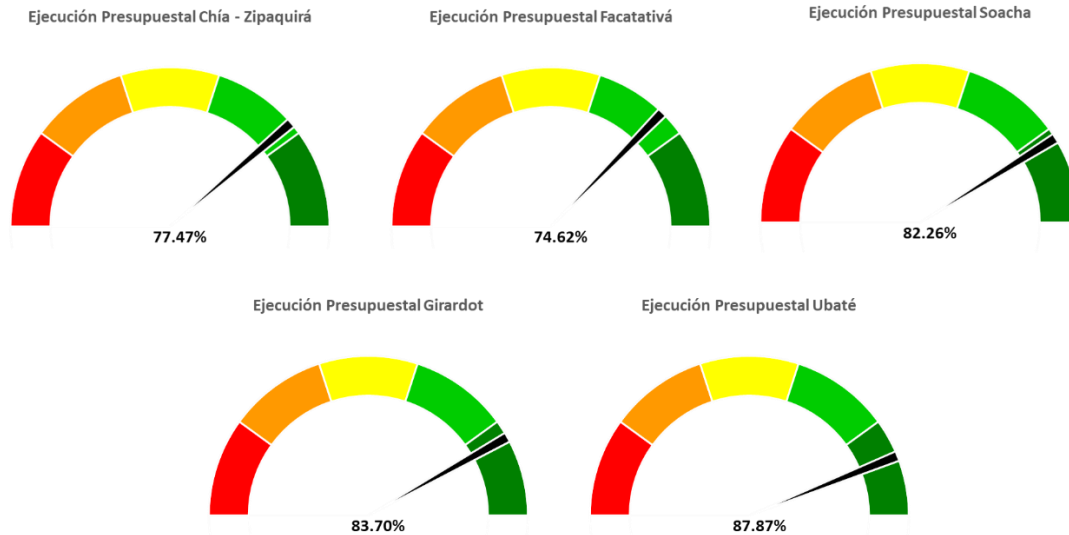 Ejecución Presupuestal Chía - Zipaquirá
77.47%
Ejecución Presupuestal Facatativá
74.62%
Ejecución Presupuestal Soacha
82.26%
Ejecución Presupuestal Girardot
83.70%
Ejecución Presupuestal Ubaté
87.87%